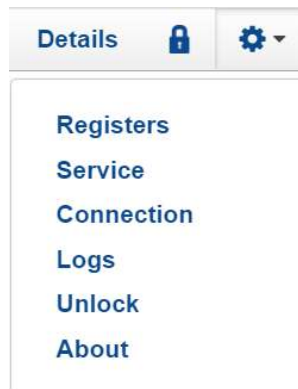 Details
Registers
Service
Connection
Logs
Unlock
About